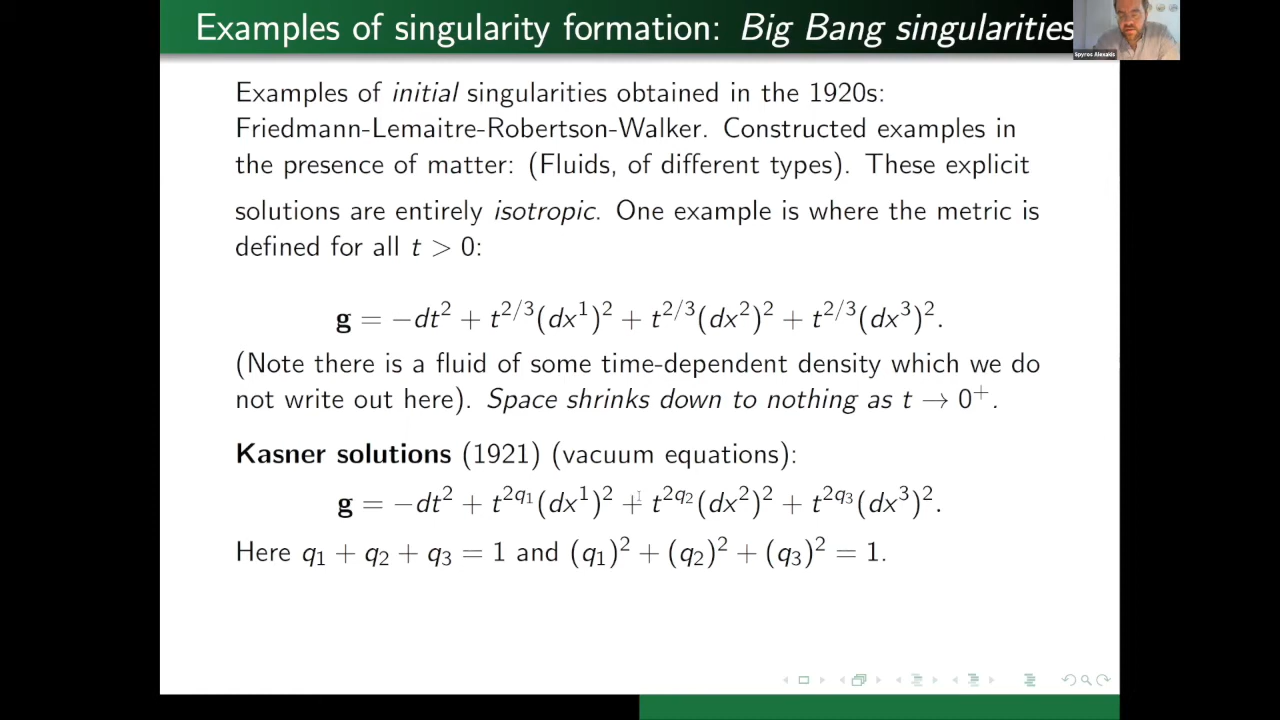 Examples of singularity formation: Big Bang singularities
Spyros Alexakis
Examples of initial singularities obtained in the 1920s:
Friedmann-Lemaitre-Robertson-Walker. Constructed examples in
the presence of matter: (Fluids, of different types). These explicit
solutions are entirely isotropic. One example is where the metric is
defined for all t > 0:
g = −dt² + t^{2/3}(dx¹)² + t^{2/3}(dx²)² + t^{2/3}(dx³)².
(Note there is a fluid of some time-dependent density which we do
not write out here). Space shrinks down to nothing as t → 0⁺.
Kasner solutions (1921) (vacuum equations):
g = −dt² + t^{2q₁}(dx¹)² + t^{2q₂}(dx²)² + t^{2q₃}(dx³)².
Here q₁ + q₂ + q₃ = 1 and (q₁)² + (q₂)² + (q₃)² = 1.